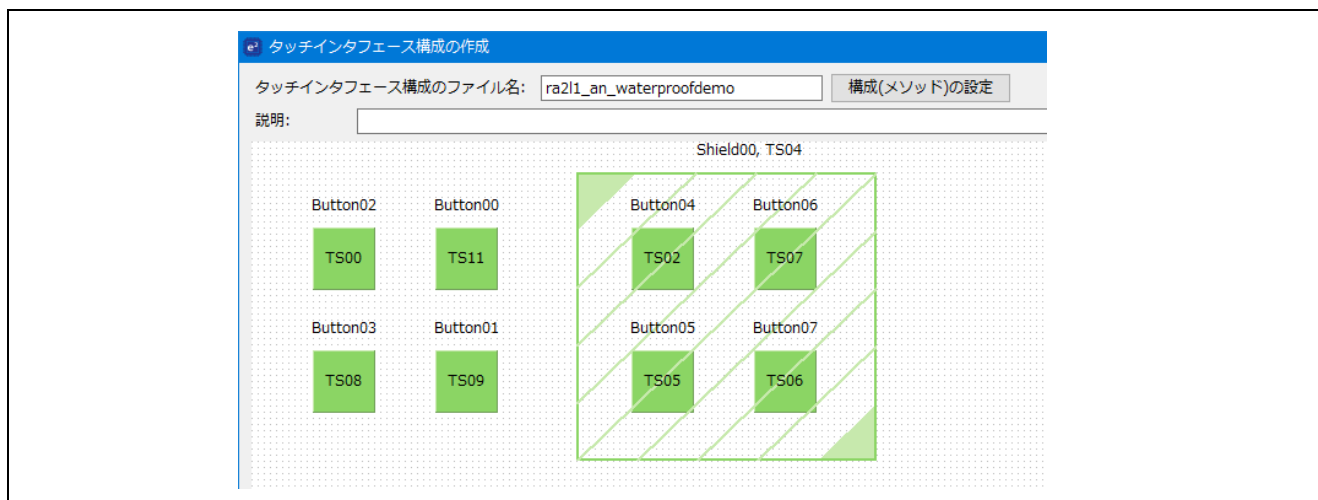 e² タッチインタフェース構成の作成
タッチインタフェース構成のファイル名: ra2l1_an_waterproofdemo 構成(メソッド)の設定
説明:
Shield00, TS04
Button02 Button00 Button04 Button06
TS00 TS11 TS02 TS07
Button03 Button01 Button05 Button07
TS08 TS09 TS05 TS06